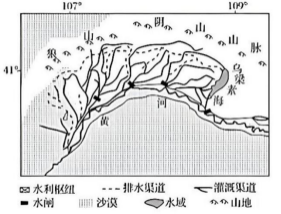 107° 109°
阴
山
山
脉
狼
山
41°
乌
梁
素
海
黄
河
水利枢纽 排水渠道 灌溉渠道
水闸 沙漠 水域 山地